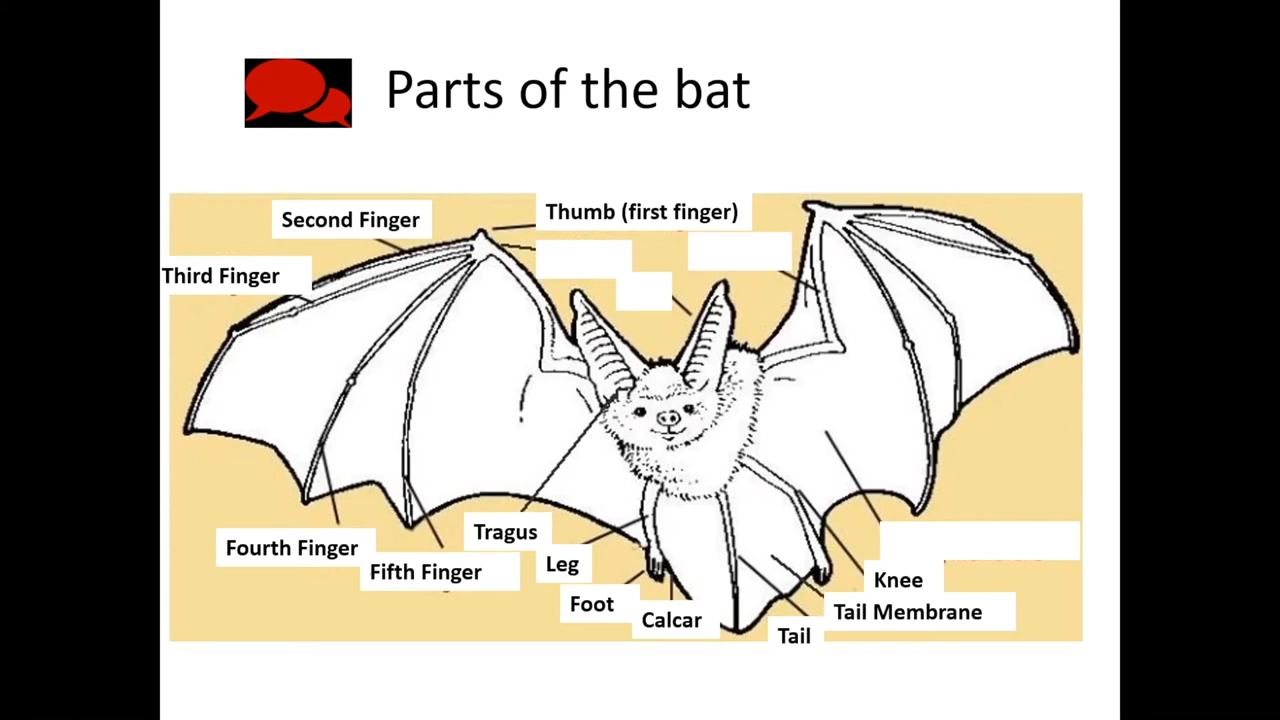 Parts of the bat
Second Finger
Thumb (first finger)
Third Finger
Fourth Finger
Fifth Finger
Tragus
Leg
Foot
Calcar
Knee
Tail Membrane
Tail